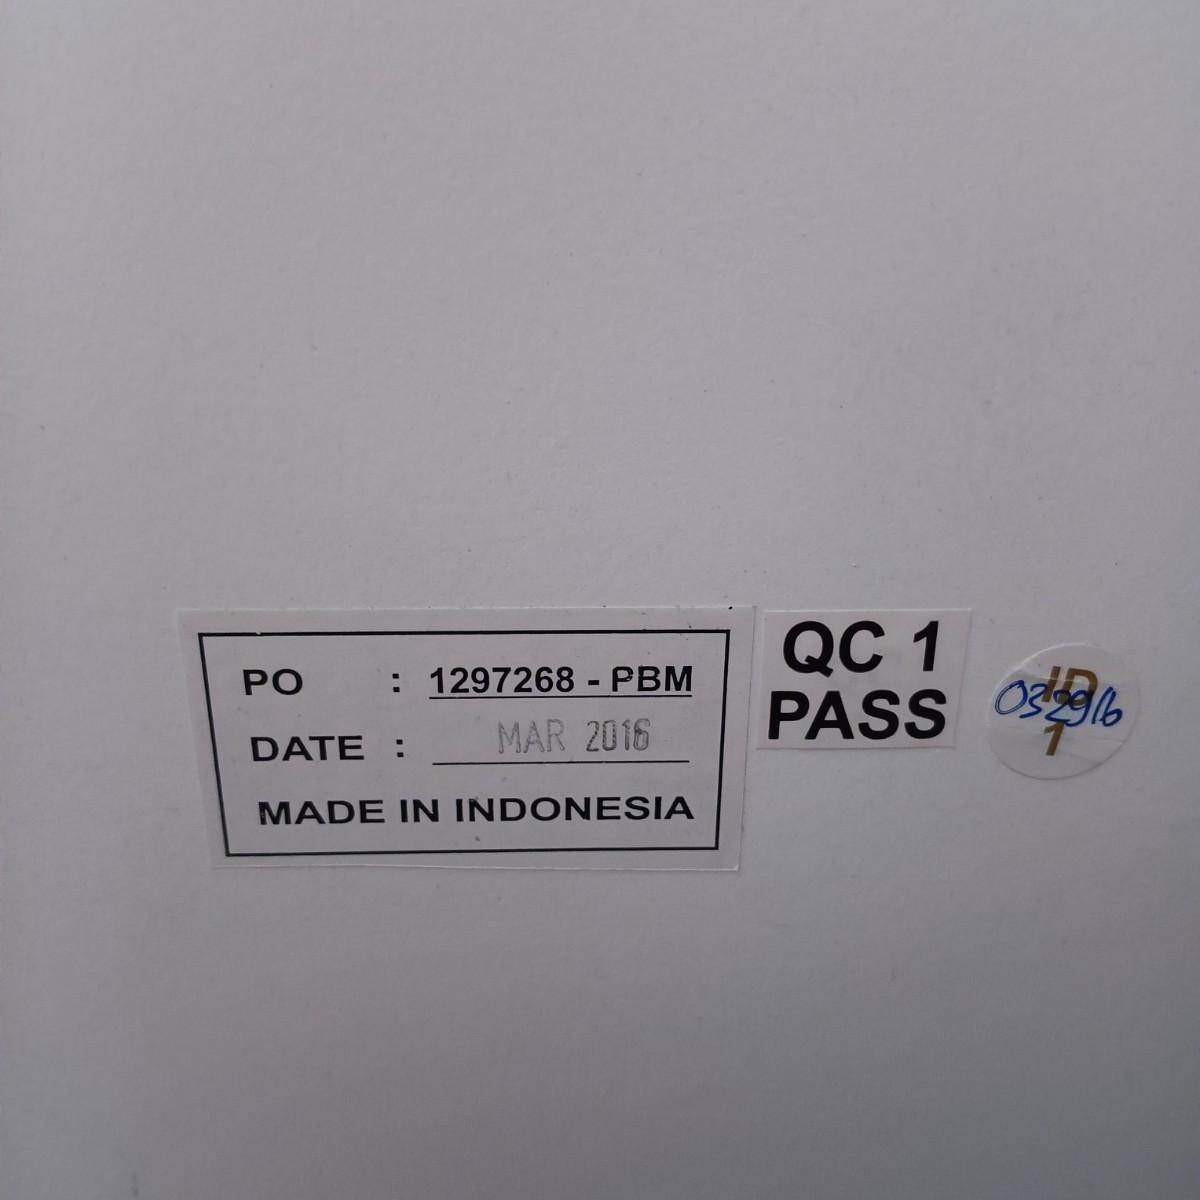 PO : 1297268 - PBM
DATE : MAR 2016
MADE IN INDONESIA
QC 1
PASS
ID
032916
1